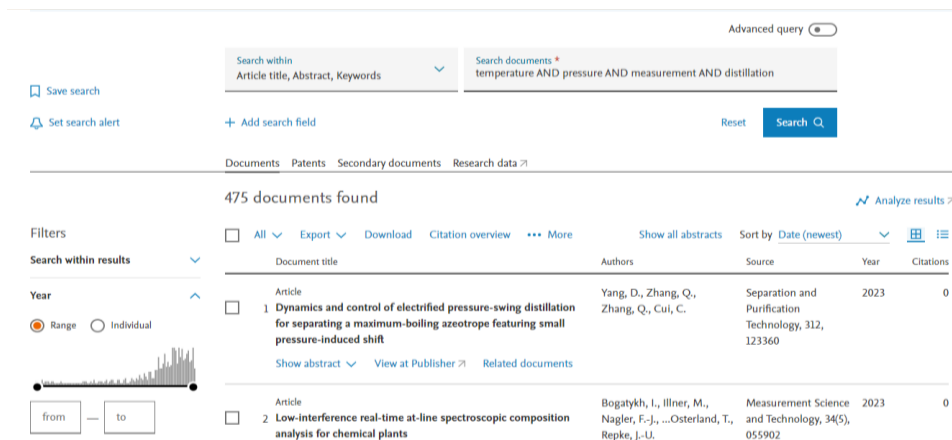 Advanced query
Search within
Article title, Abstract, Keywords
Search documents *
temperature AND pressure AND measurement AND distillation
Save search
Set search alert
+ Add search field
Reset
Search
Documents Patents Secondary documents Research data
475 documents found
Analyze results
Filters
All Export Download Citation overview ••• More Show all abstracts Sort by Date (newest)
Search within results
Document title Authors Source Year Citations
Year
Range Individual
from — to
Article
1 Dynamics and control of electrified pressure-swing distillation
for separating a maximum-boiling azeotrope featuring small
pressure-induced shift
Yang, D., Zhang, Q.,
Zhang, Q., Cui, C.
Separation and
Purification
Technology, 312,
123360
2023
0
Show abstract View at Publisher Related documents
Article
2 Low-interference real-time at-line spectroscopic composition
analysis for chemical plants
Bogatykh, I., Illner, M.,
Nagler, F.-J., ...Osterland, T.,
Repke, J.-U.
Measurement Science
and Technology, 34(5),
055902
2023
0